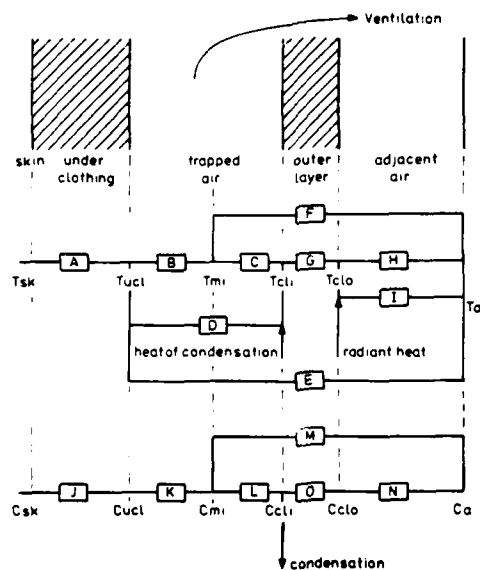 Ventilation
skin under clothing
trapped air
outer layer
adjacent air
F
A B C G H
Tsk Tucl Tmi Tcli Tclo
I
Ta
D
heat of condensation
radiant heat
E
M
J K L O N
Csk Cucl Cmi Ccli Cclo Ca
condensation